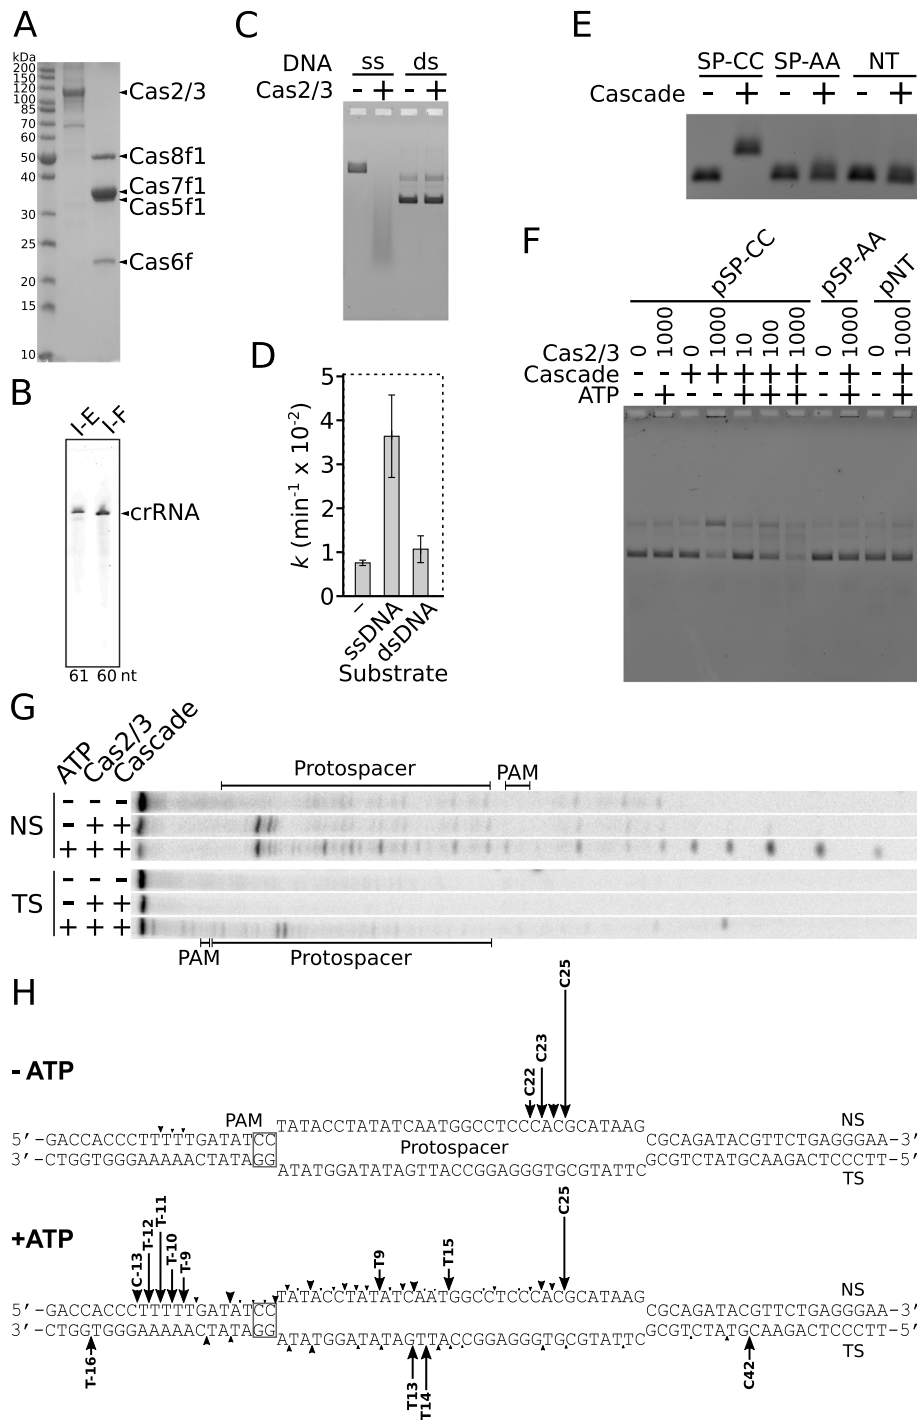 A
kDa
200
150
120
100
85
70
60
50
40
30
25
20
15
10
Cas2/3
Cas8f1
Cas7f1
Cas5f1
Cas6f
B
I-E I-F
crRNA
61 60 nt
C
DNA ss ds
Cas2/3 - + - +
D
k (min-1 x 10-2)
5
4
3
2
1
0
– ssDNA dsDNA
Substrate
E
SP-CC SP-AA NT
Cascade - + - + - +
F
pSP-CC pSP-AA pNT
Cas2/3 0 1000 0 1000 10 100 1000 0 1000 0 1000
Cascade - - + + + + + - + - +
ATP - + - - + + + - + - +
G
ATP Cas2/3 Cascade
Protospacer PAM
NS
- - -
- + +
+ + +
TS
- - -
- + +
+ + +
PAM Protospacer
H
- ATP
C22 C23 C25
PAM
TATACCTATATCAATGGCCTCCCACGCATAAG
NS
5′-GACCACCCTTTTTGATATCC
CGCAGATACGTTCTGAGGGAA-3′
Protospacer
3′-CTGGTGGGAAAAACTATAGG
GCGTCTATGCAAGACTCCCTT-5′
ATATGGATATAGTTACCGGAGGGTGCGTATTC
TS
+ATP
C-13 T-12 T-11 T-10 T-9 T9 T15 C25
TATACCTATATCAATGGCCTCCCACGCATAAG
NS
5′-GACCACCCTTTTTGATATCC
CGCAGATACGTTCTGAGGGAA-3′
3′-CTGGTGGGAAAAACTATAGG
GCGTCTATGCAAGACTCCCTT-5′
ATATGGATATAGTTACCGGAGGGTGCGTATTC
TS
T-16 T13 T14 C42